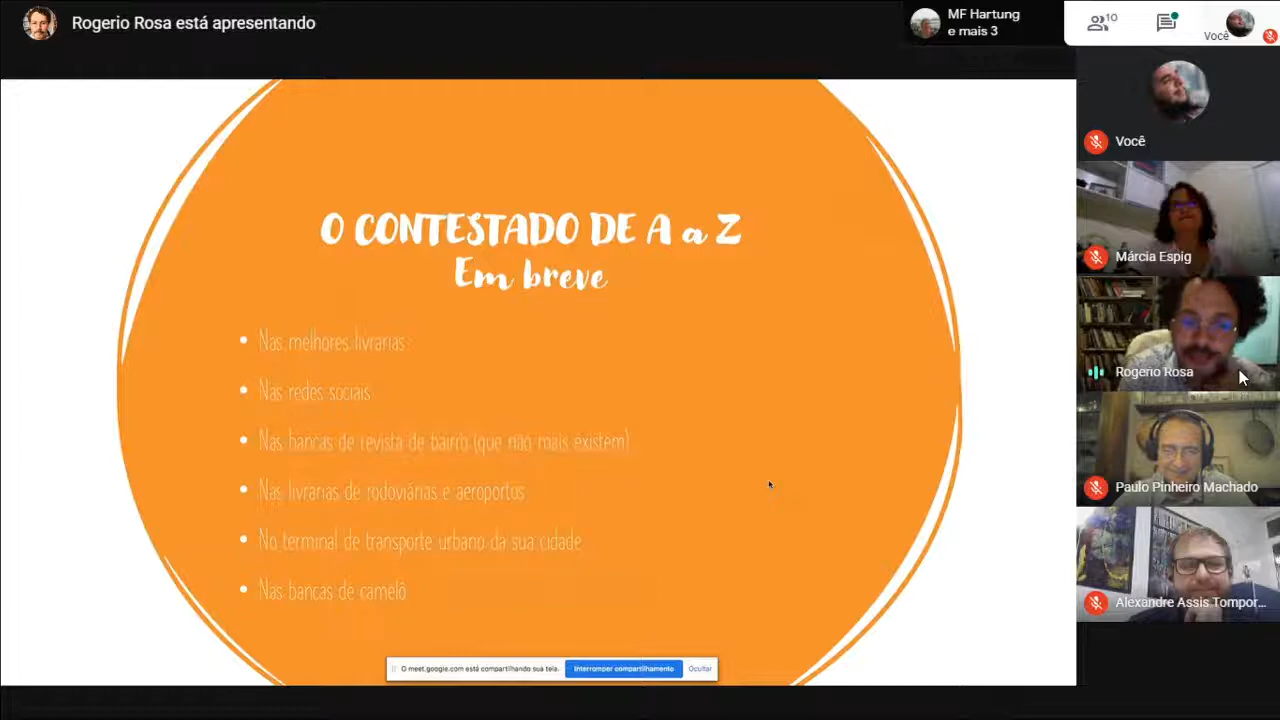 Rogerio Rosa está apresentando
MF Hartung
e mais 3
10
Você
O CONTESTADO DE A a Z
Em breve
• Nas melhores livrarias
• Nas redes sociais
• Nas bancas de revista de bairro (que não mais existem)
• Nas livrarias de rodoviárias e aeroportos
• No terminal de transporte urbano da sua cidade
• Nas bancas de camelô
O meet.google.com está compartilhando sua tela.
Interromper compartilhamento
Ocultar
Você
Márcia Espig
Rogerio Rosa
Paulo Pinheiro Machado
Alexandre Assis Tompor...